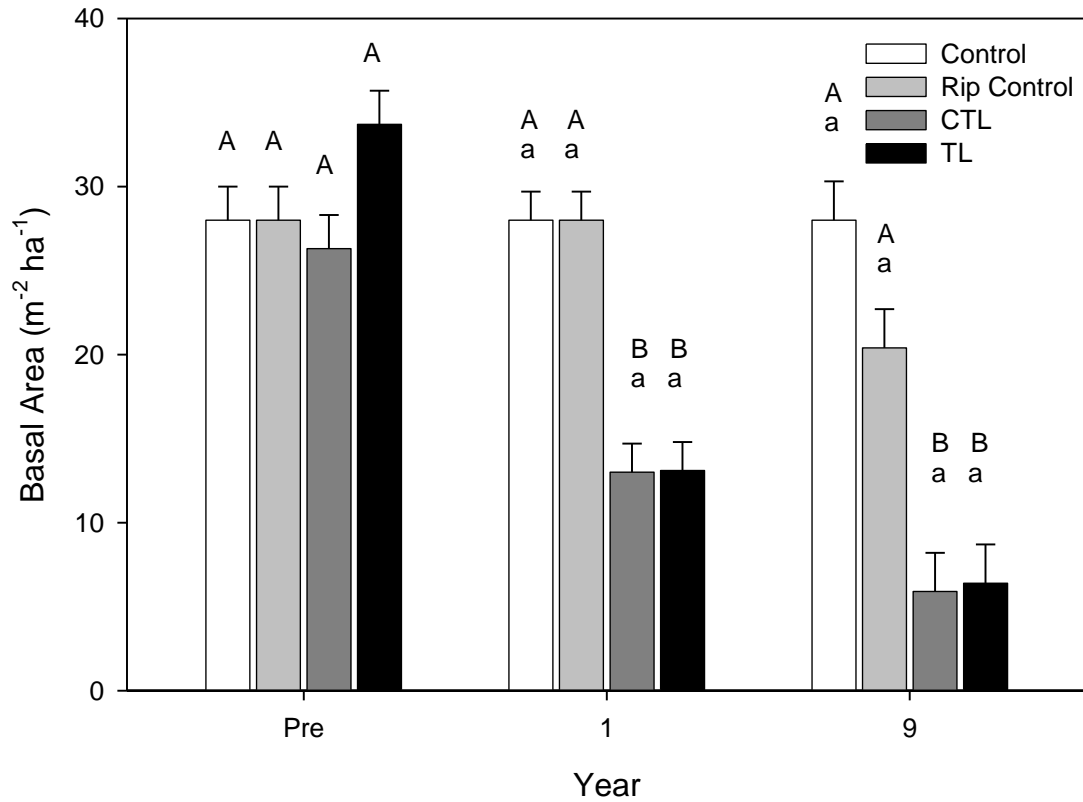 40
30
20
10
0
Basal Area (m⁻² ha⁻¹)
Control
Rip Control
CTL
TL
A A A A
A A B B
a a a a
A A B B
a a a a
Pre 1 9
Year